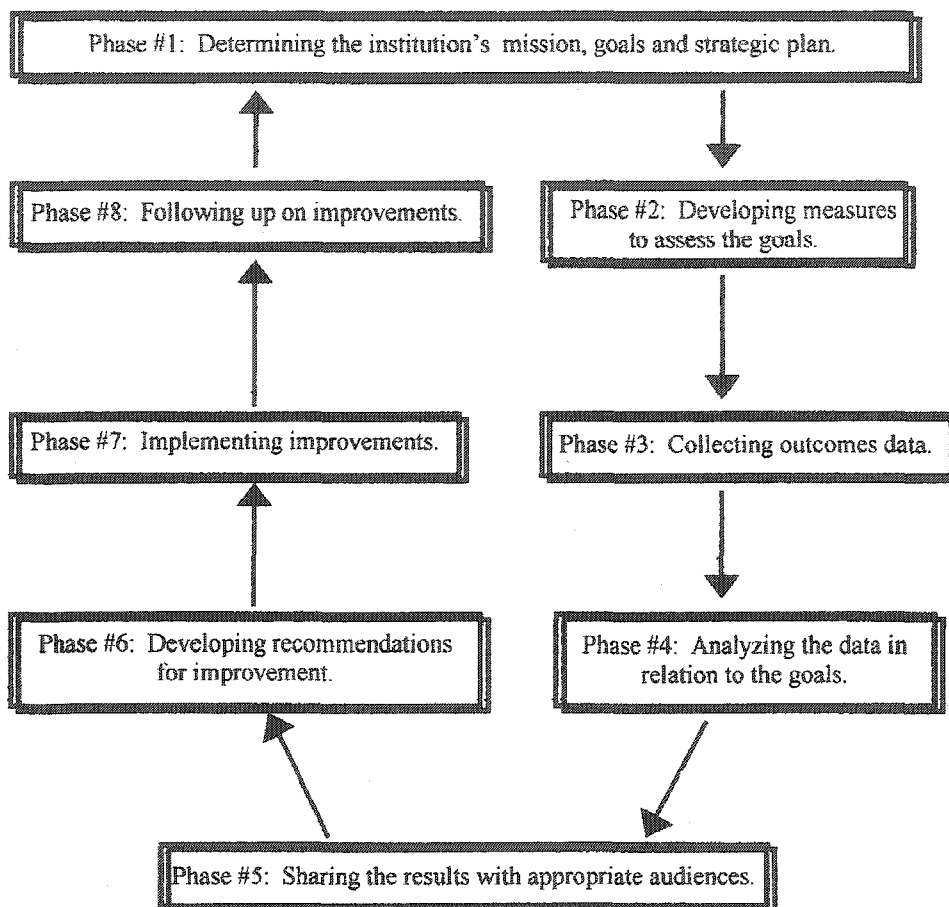 Phase #1: Determining the institution's mission, goals and strategic plan.
Phase #8: Following up on improvements.
Phase #2: Developing measures
to assess the goals.
Phase #7: Implementing improvements.
Phase #3: Collecting outcomes data.
Phase #6: Developing recommendations
for improvement.
Phase #4: Analyzing the data in
relation to the goals.
Phase #5: Sharing the results with appropriate audiences.